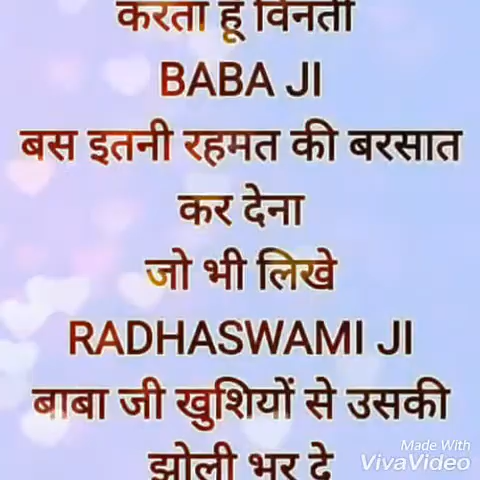 करता हूं विनती
BABA JI
बस इतनी रहमत की बरसात
कर देना
जो भी लिखे
RADHASWAMI JI
बाबा जी खुशियों से उसकी
झोली भर दे
Made With
VivaVideo